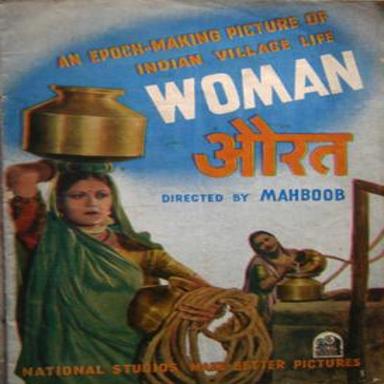 AN EPOCH-MAKING PICTURE OF
INDIAN VILLAGE LIFE
WOMAN
औरत
DIRECTED BY MAHBOOB
NATIONAL STUDIOS MAKE BETTER PICTURES